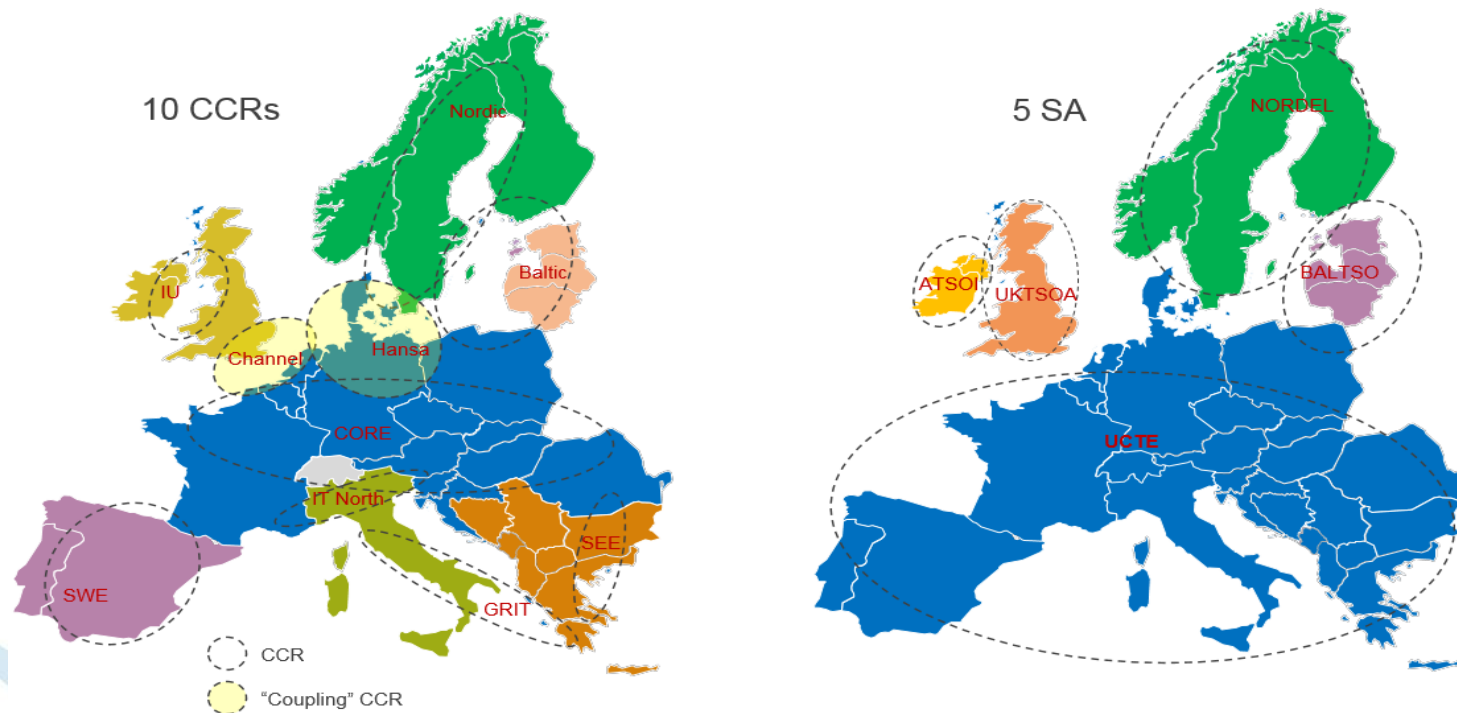 10 CCRs
Nordic
IU
Baltic
Channel
Hansa
CORE
IT North
SEE
SWE
GRIT
CCR
“Coupling” CCR
5 SA
NORDEL
ATSOI
UKTSOA
BALTSO
UCTE